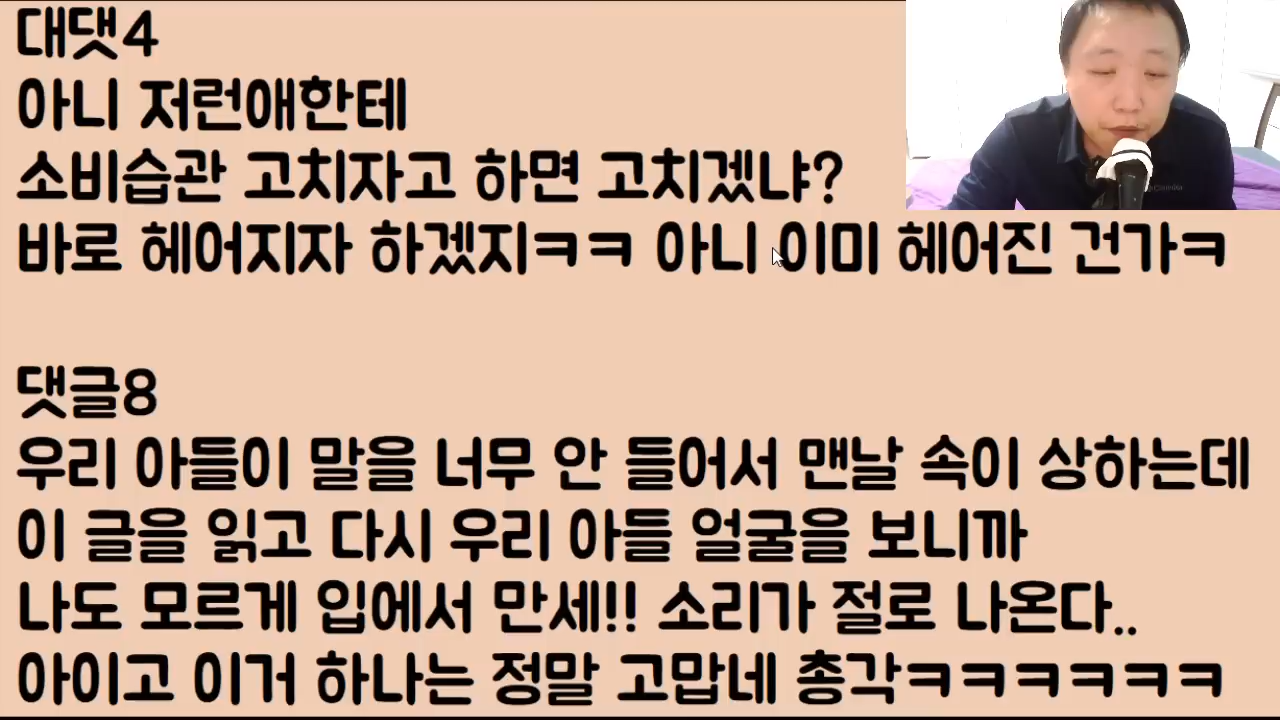 대댓4
아니 저런애한테
소비습관 고치자고 하면 고치겠냐?
바로 헤어지자 하겠지ㅋㅋ 아니 이미 헤어진 건가ㅋ
댓글8
우리 아들이 말을 너무 안 들어서 맨날 속이 상하는데
이 글을 읽고 다시 우리 아들 얼굴을 보니까
나도 모르게 입에서 만세!! 소리가 절로 나온다..
아이고 이거 하나는 정말 고맙네 총각ㅋㅋㅋㅋㅋㅋ